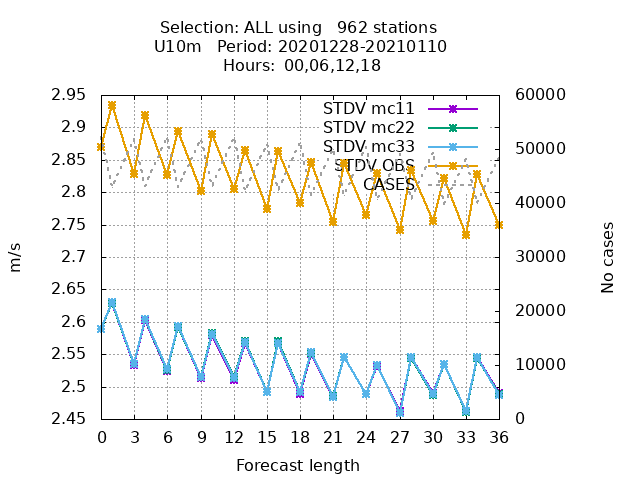 Selection: ALL using   962 stations
U10m   Period: 20201228-20210110
Hours:  00,06,12,18
STDV mc11
STDV mc22
STDV mc33
STDV OBS
CASES
2.95
2.9
2.85
2.8
2.75
2.7
2.65
2.6
2.55
2.5
2.45
m/s
60000
50000
40000
30000
20000
10000
0
No cases
0 3 6 9 12 15 18 21 24 27 30 33 36
Forecast length